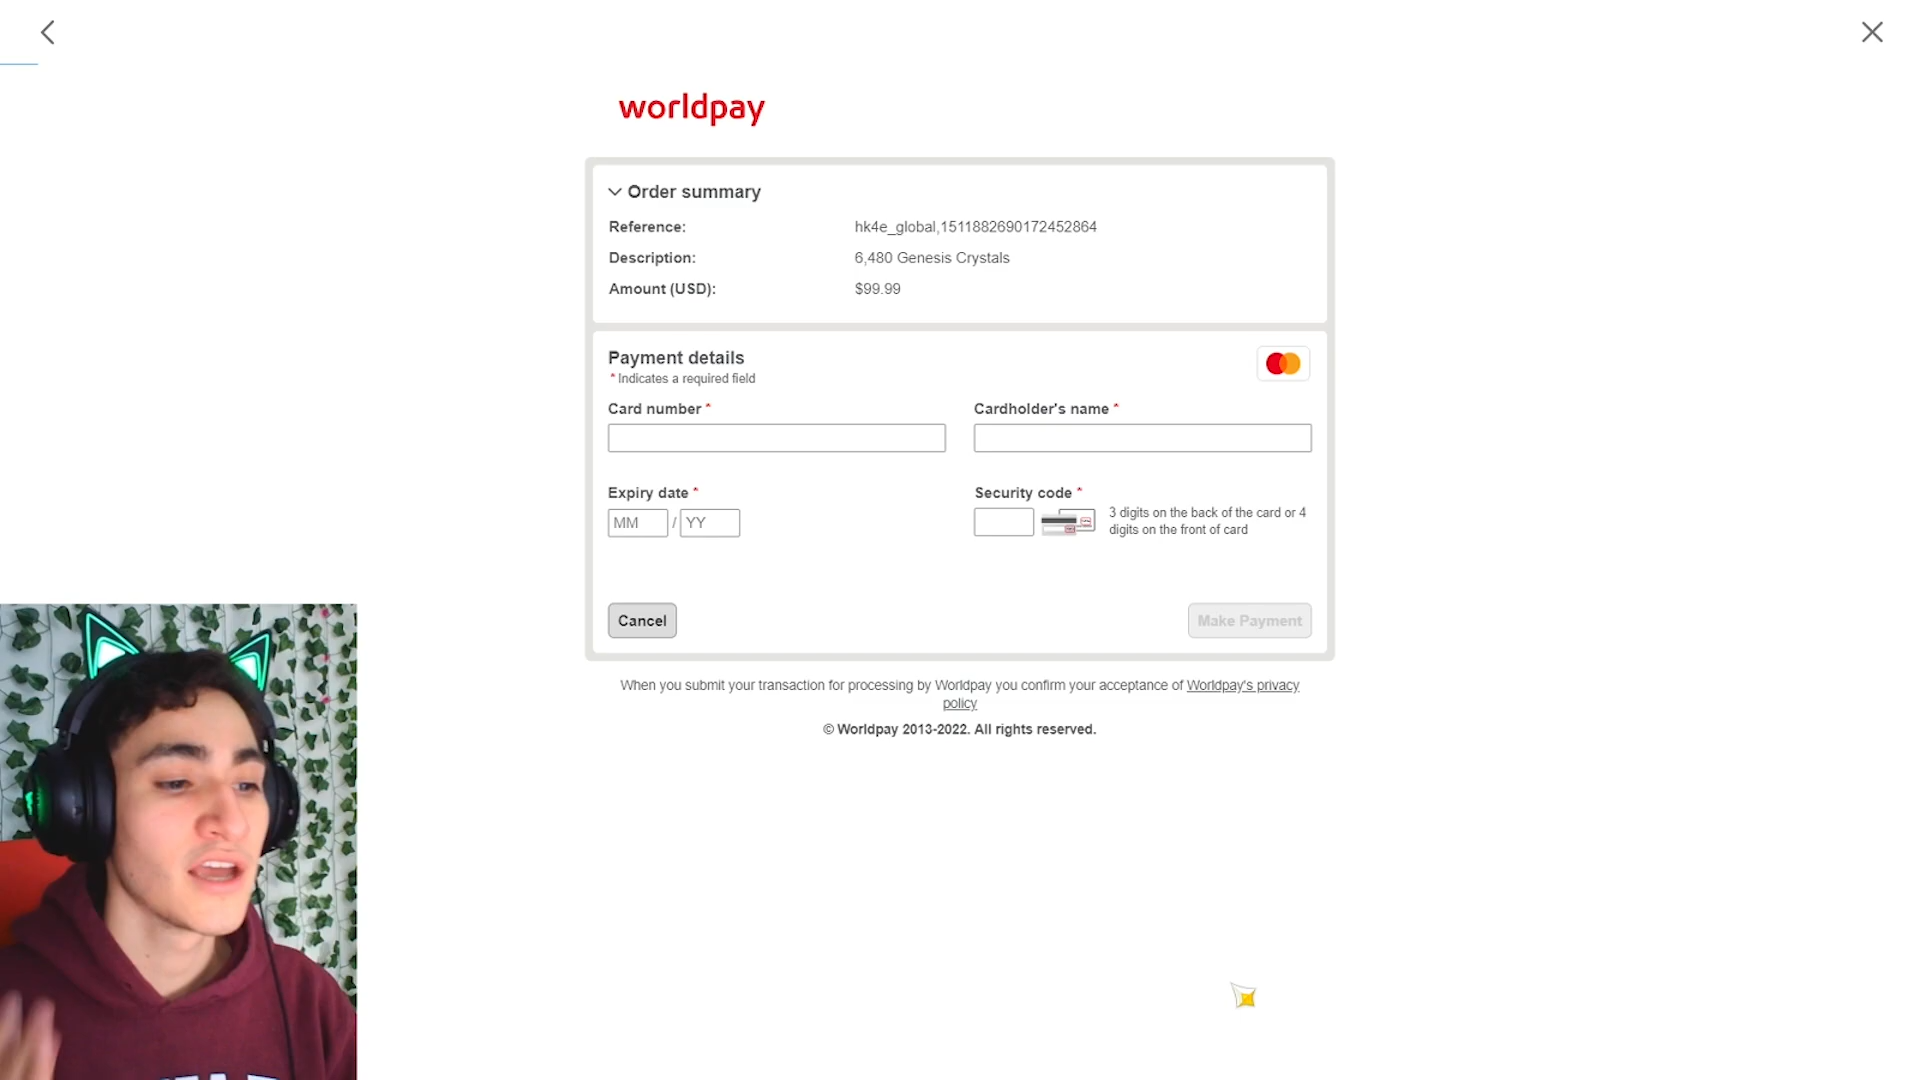 worldpay
Order summary
Reference: hk4e_global,1511882690172452864
Description: 6,480 Genesis Crystals
Amount (USD): $99.99
Payment details
* Indicates a required field
Card number * Cardholder's name *
Expiry date * Security code *
MM / YY
3 digits on the back of the card or 4
digits on the front of card
Cancel Make Payment
When you submit your transaction for processing by Worldpay you confirm your acceptance of Worldpay's privacy
policy
© Worldpay 2013-2022. All rights reserved.